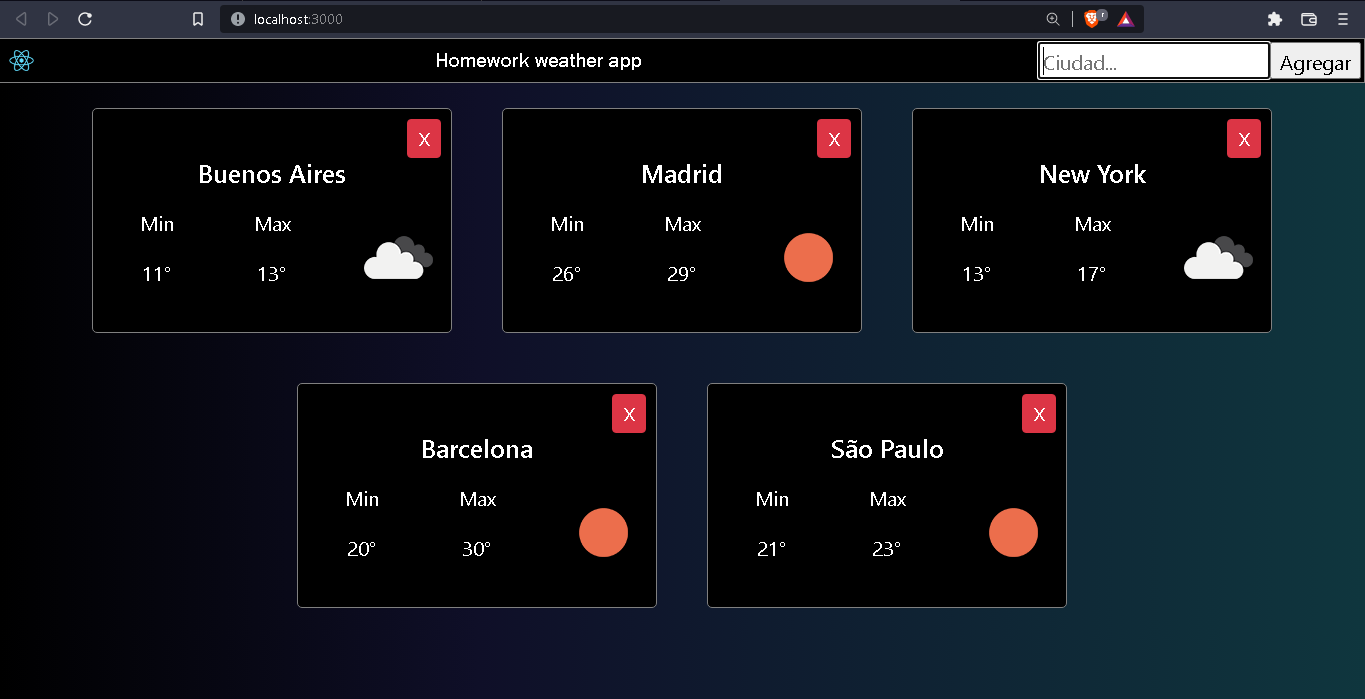 localhost:3000
Homework weather app
Ciudad...
Agregar
X
Buenos Aires
Min Max
11° 13°
X
Madrid
Min Max
26° 29°
X
New York
Min Max
13° 17°
X
Barcelona
Min Max
20° 30°
X
São Paulo
Min Max
21° 23°